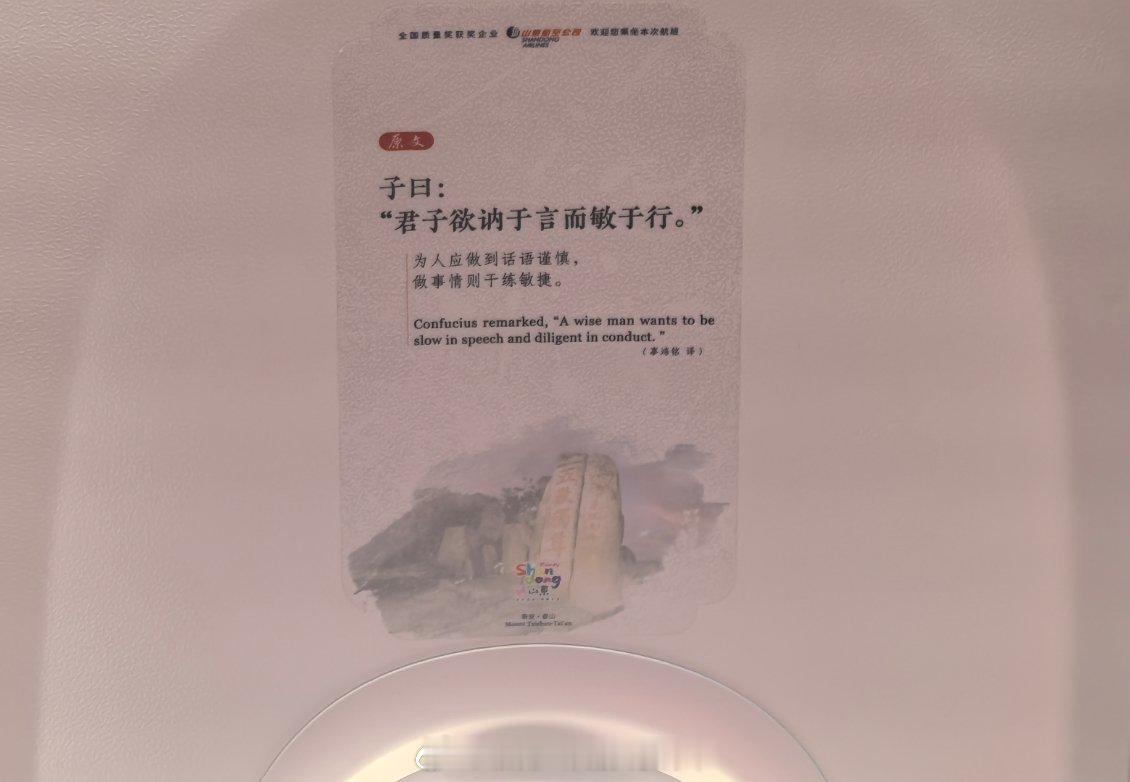 全国质量奖获奖企业 山东航空公司 欢迎您乘坐本次航班
SHANDONG
AIRLINES
原文
子曰：
“君子欲讷于言而敏于行。”
为人应做到话语谨慎，
做事情则干练敏捷。
Confucius remarked, “A wise man wants to be
slow in speech and diligent in conduct. ”
（辜鸿铭 译）
Shandong
山东
泰安·泰山
Mount Taishan·Tai'an